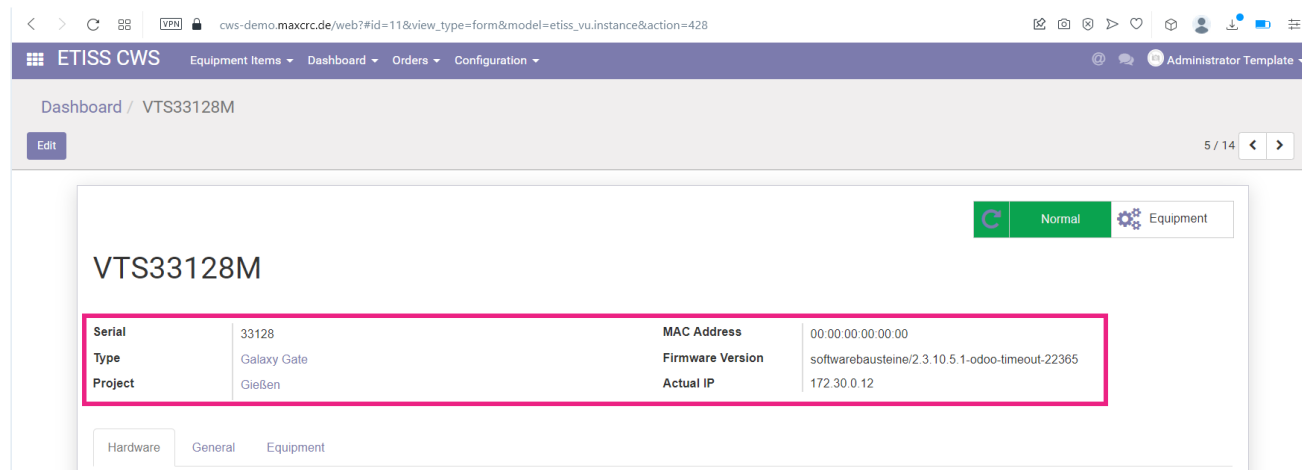 VPN cws-demo.maxcrc.de/web?#id=11&view_type=form&model=etiss_vu.instance&action=428
ETISS CWS Equipment Items Dashboard Orders Configuration @ Administrator Template
Dashboard / VTS33128M
Edit 5 / 14
Normal Equipment
VTS33128M
Serial 33128 MAC Address 00:00:00:00:00:00
Type Galaxy Gate Firmware Version softwarebausteine/2.3.10.5.1-odoo-timeout-22365
Project Gießen Actual IP 172.30.0.12
Hardware General Equipment